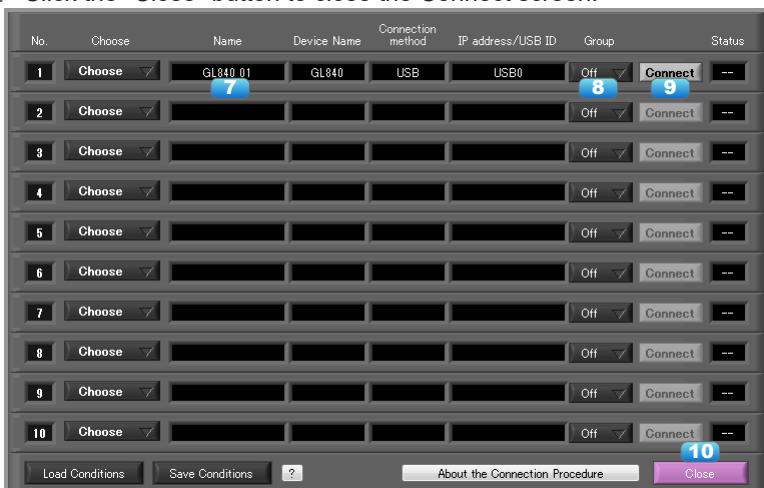 Click the "Close" button to close the Connect screen.
No. Choose Name Device Name Connection method IP address/USB ID Group Status
1 Choose GL840 01 GL840 USB USB0 Off Connect --
7 8 9
2 Choose Off Connect --
3 Choose Off Connect --
4 Choose Off Connect --
5 Choose Off Connect --
6 Choose Off Connect --
7 Choose Off Connect --
8 Choose Off Connect --
9 Choose Off Connect --
10 Choose Off Connect --
10
Load Conditions Save Conditions ? About the Connection Procedure Close